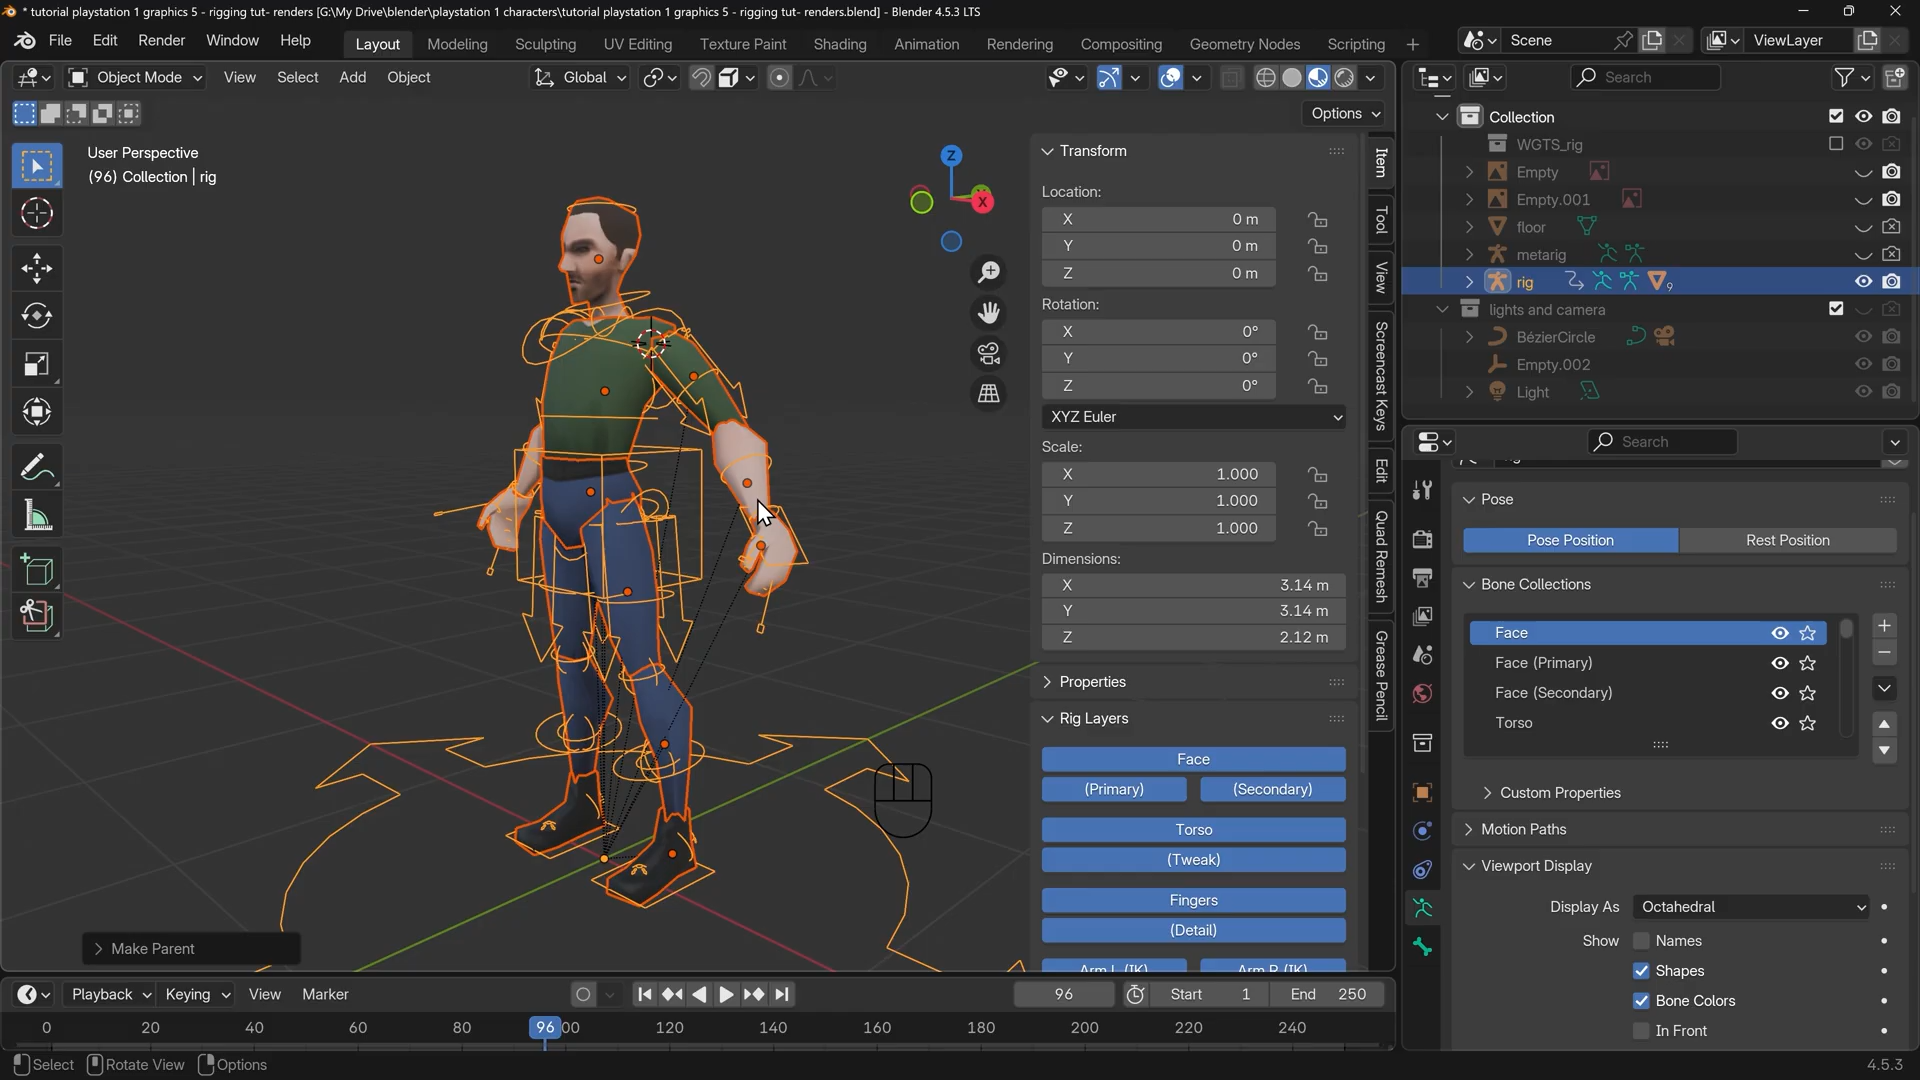 * tutorial playstation 1 graphics 5 - rigging tut- renders [G:\My Drive\blender\playstation 1 characters\tutorial playstation 1 graphics 5 - rigging tut- renders.blend] - Blender 4.5.3 LTS
File Edit Render Window Help
Layout Modeling Sculpting UV Editing Texture Paint Shading Animation Rendering Compositing Geometry Nodes Scripting +
Scene
ViewLayer
Object Mode View Select Add Object
Global
Search
Options
User Perspective
(96) Collection | rig
Z
X
Transform
Location:
X 0 m
Y 0 m
Z 0 m
Rotation:
X 0°
Y 0°
Z 0°
XYZ Euler
Scale:
X 1.000
Y 1.000
Z 1.000
Dimensions:
X 3.14 m
Y 3.14 m
Z 2.12 m
Properties
Rig Layers
Face
(Primary) (Secondary)
Torso
(Tweak)
Fingers
(Detail)
Arm L (IK) Arm R (IK)
Item
Tool
View
Screencast Keys
Edit
Quad Remesh
Grease Pencil
Collection
WGTS_rig
Empty
Empty.001
floor
metarig
rig 9
lights and camera
BézierCircle
Empty.002
Light
Search
Pose
Pose Position Rest Position
Bone Collections
Face
Face (Primary)
Face (Secondary)
Torso
Custom Properties
Motion Paths
Viewport Display
Display As Octahedral
Show Names
Shapes
Bone Colors
In Front
Make Parent
Playback Keying View Marker
96 Start 1 End 250
0 20 40 60 80 96 00 120 140 160 180 200 220 240
Select Rotate View Options 4.5.3